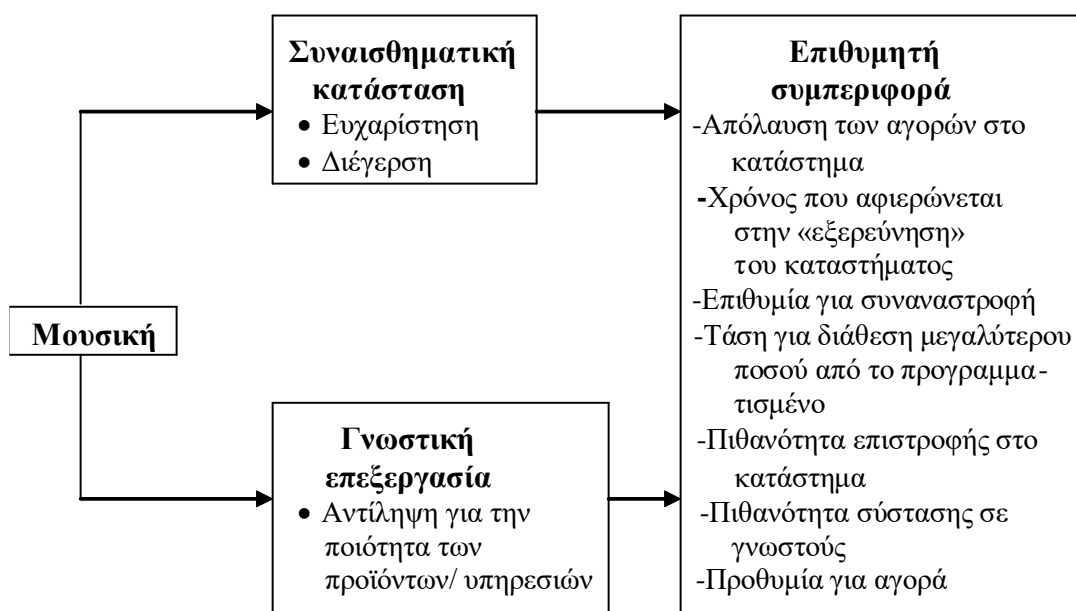 Μουσική
Συναισθηματική
κατάσταση
• Ευχαρίστηση
• Διέγερση
Γνωστική
επεξεργασία
• Αντίληψη για την
ποιότητα των
προϊόντων/ υπηρεσιών
Επιθυμητή
συμπεριφορά
-Απόλαυση των αγορών στο
κατάστημα
-Χρόνος που αφιερώνεται
στην «εξερεύνηση»
του καταστήματος
-Επιθυμία για συναναστροφή
-Τάση για διάθεση μεγαλύτερου
ποσού από το προγραμμα-
τισμένο
-Πιθανότητα επιστροφής στο
κατάστημα
-Πιθανότητα σύστασης σε
γνωστούς
-Προθυμία για αγορά